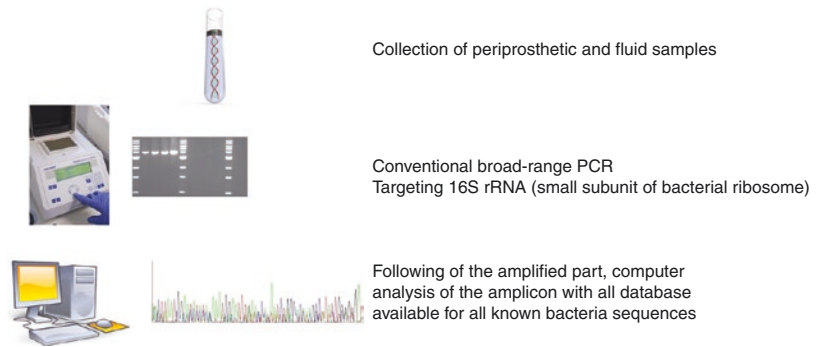 Collection of periprosthetic and fluid samples
Conventional broad-range PCR
Targeting 16S rRNA (small subunit of bacterial ribosome)
Following of the amplified part, computer
analysis of the amplicon with all database
available for all known bacteria sequences